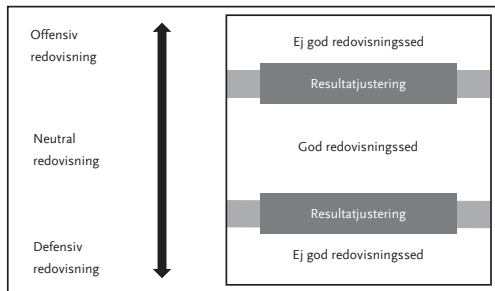 Offensiv
redovisning
Neutral
redovisning
Defensiv
redovisning
Ej god redovisningssed
Resultatjustering
God redovisningssed
Resultatjustering
Ej god redovisningssed